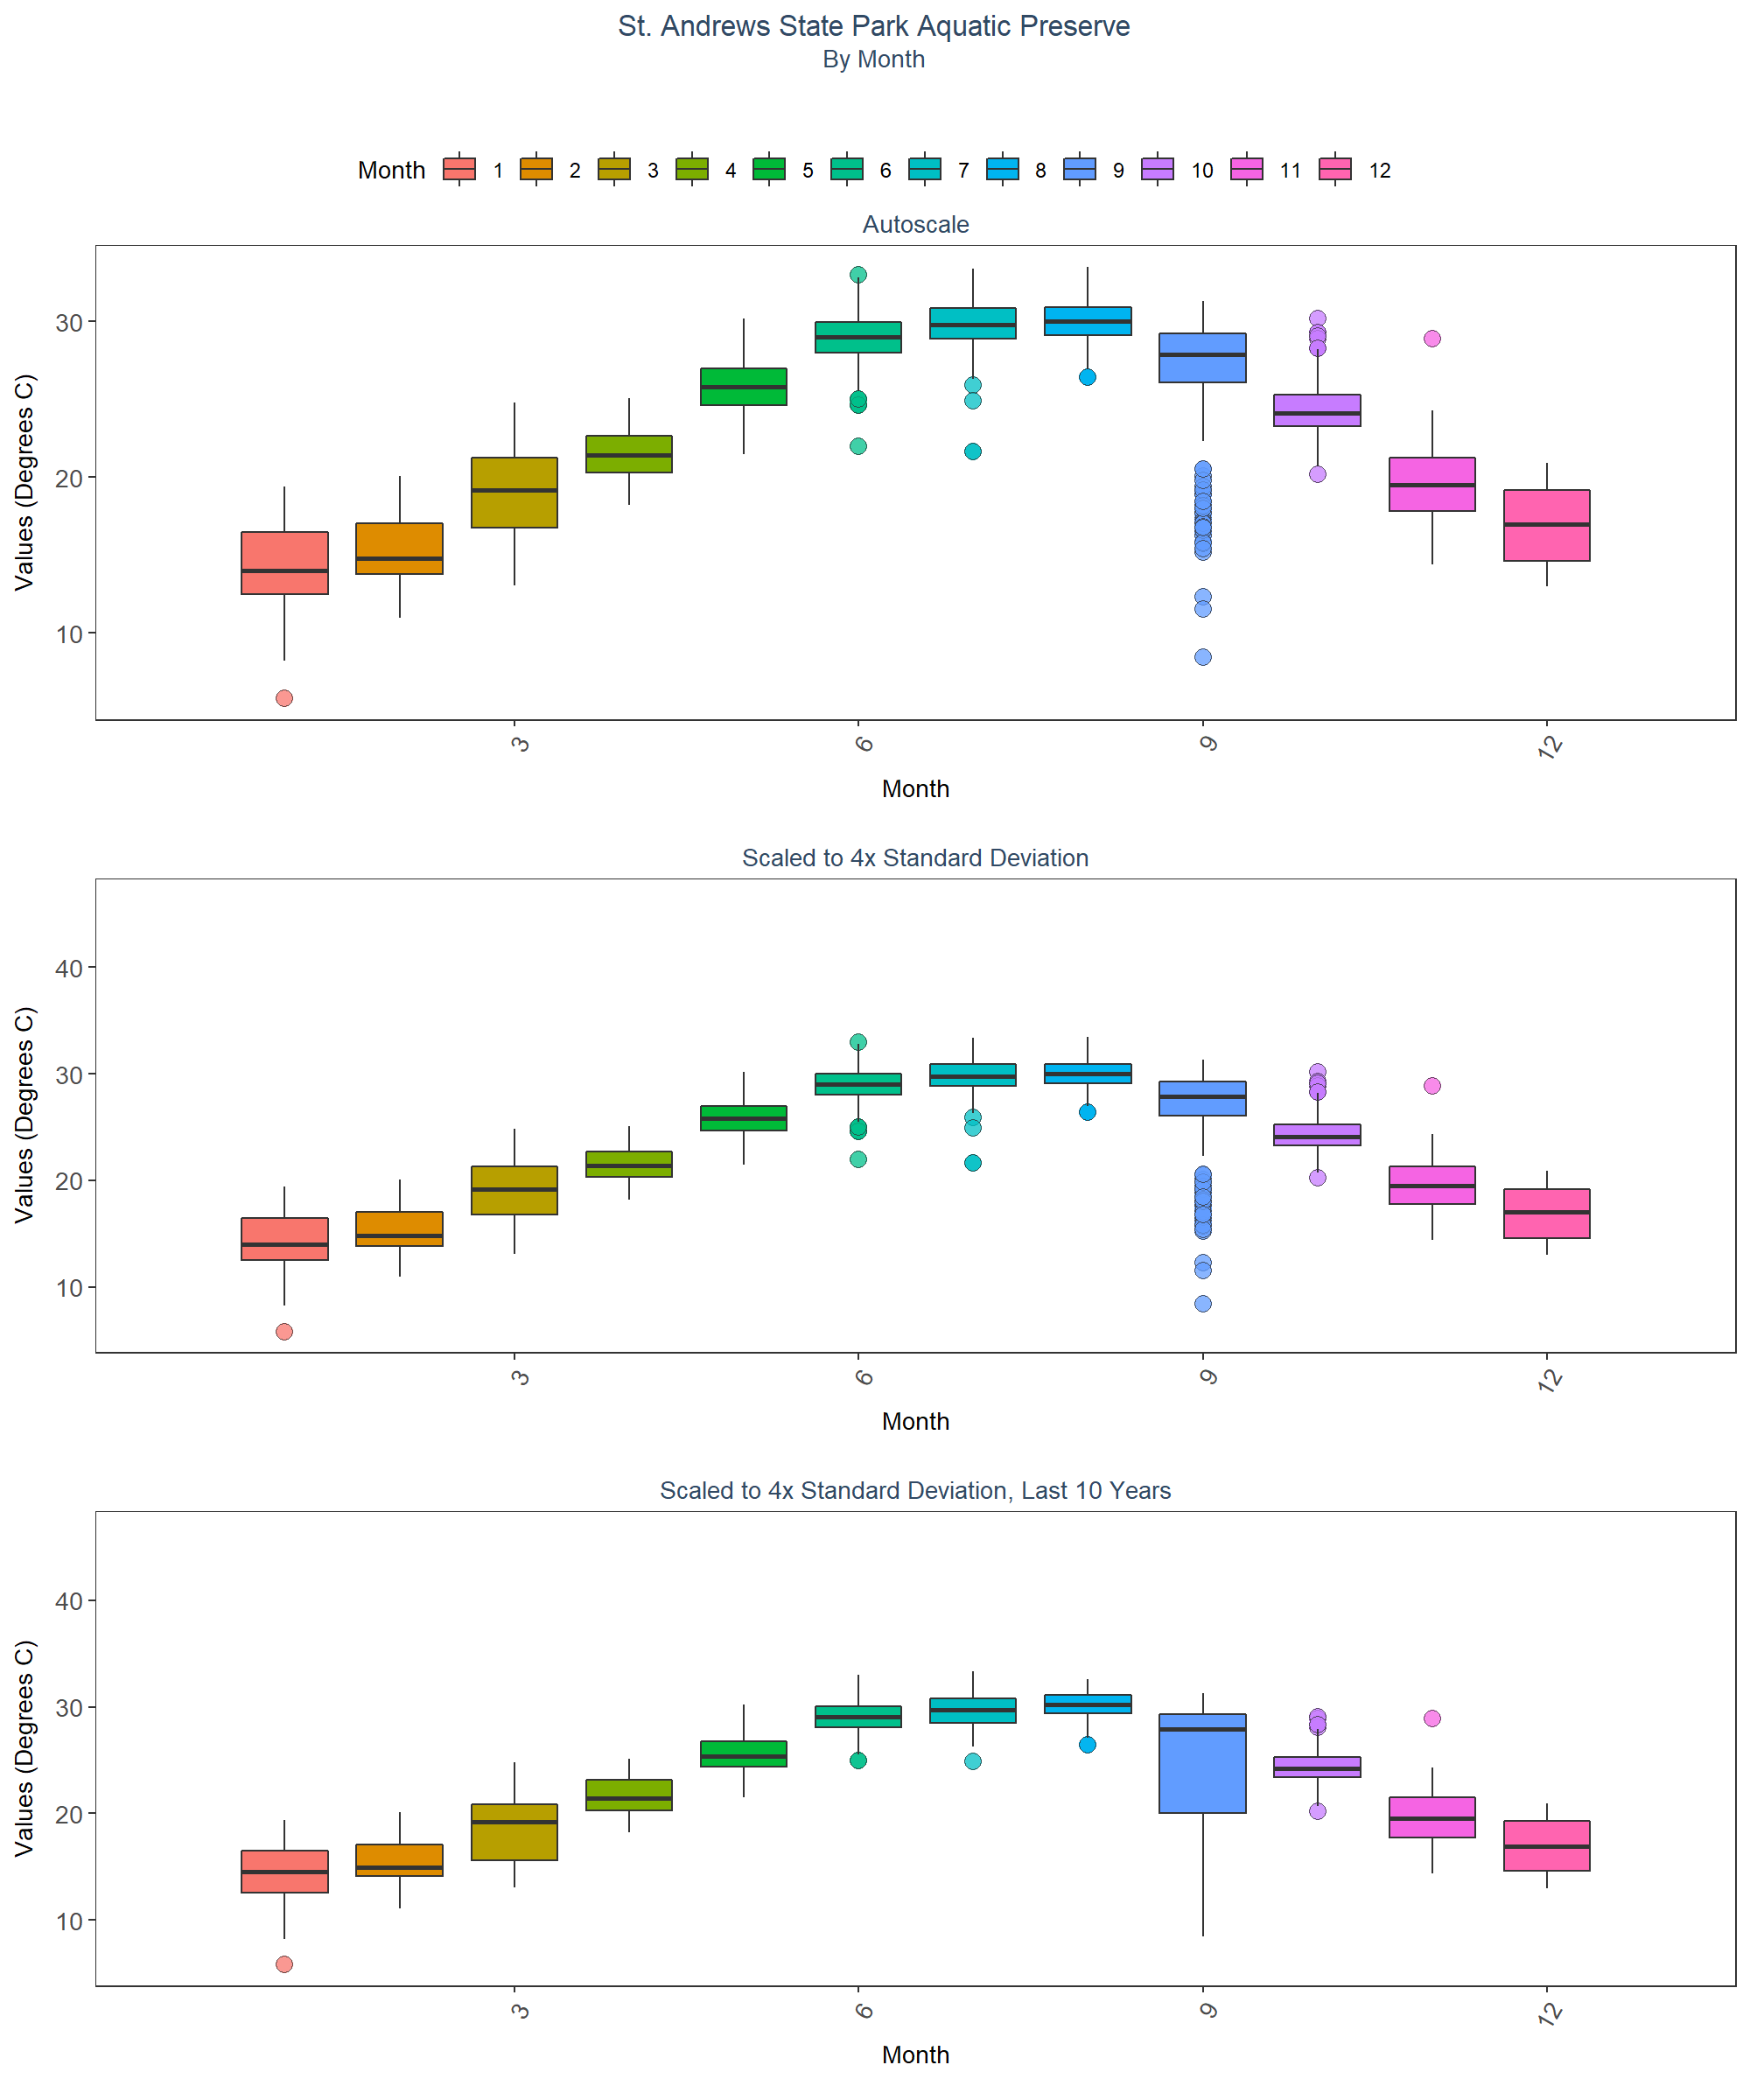 St. Andrews State Park Aquatic Preserve
By Month
Month 1 2 3 4 5 6 7 8 9 10 11 12
Autoscale
Values (Degrees C)
30
20
10
3 6 9 12
Month
Scaled to 4x Standard Deviation
Values (Degrees C)
40
30
20
10
3 6 9 12
Month
Scaled to 4x Standard Deviation, Last 10 Years
Values (Degrees C)
40
30
20
10
3 6 9 12
Month